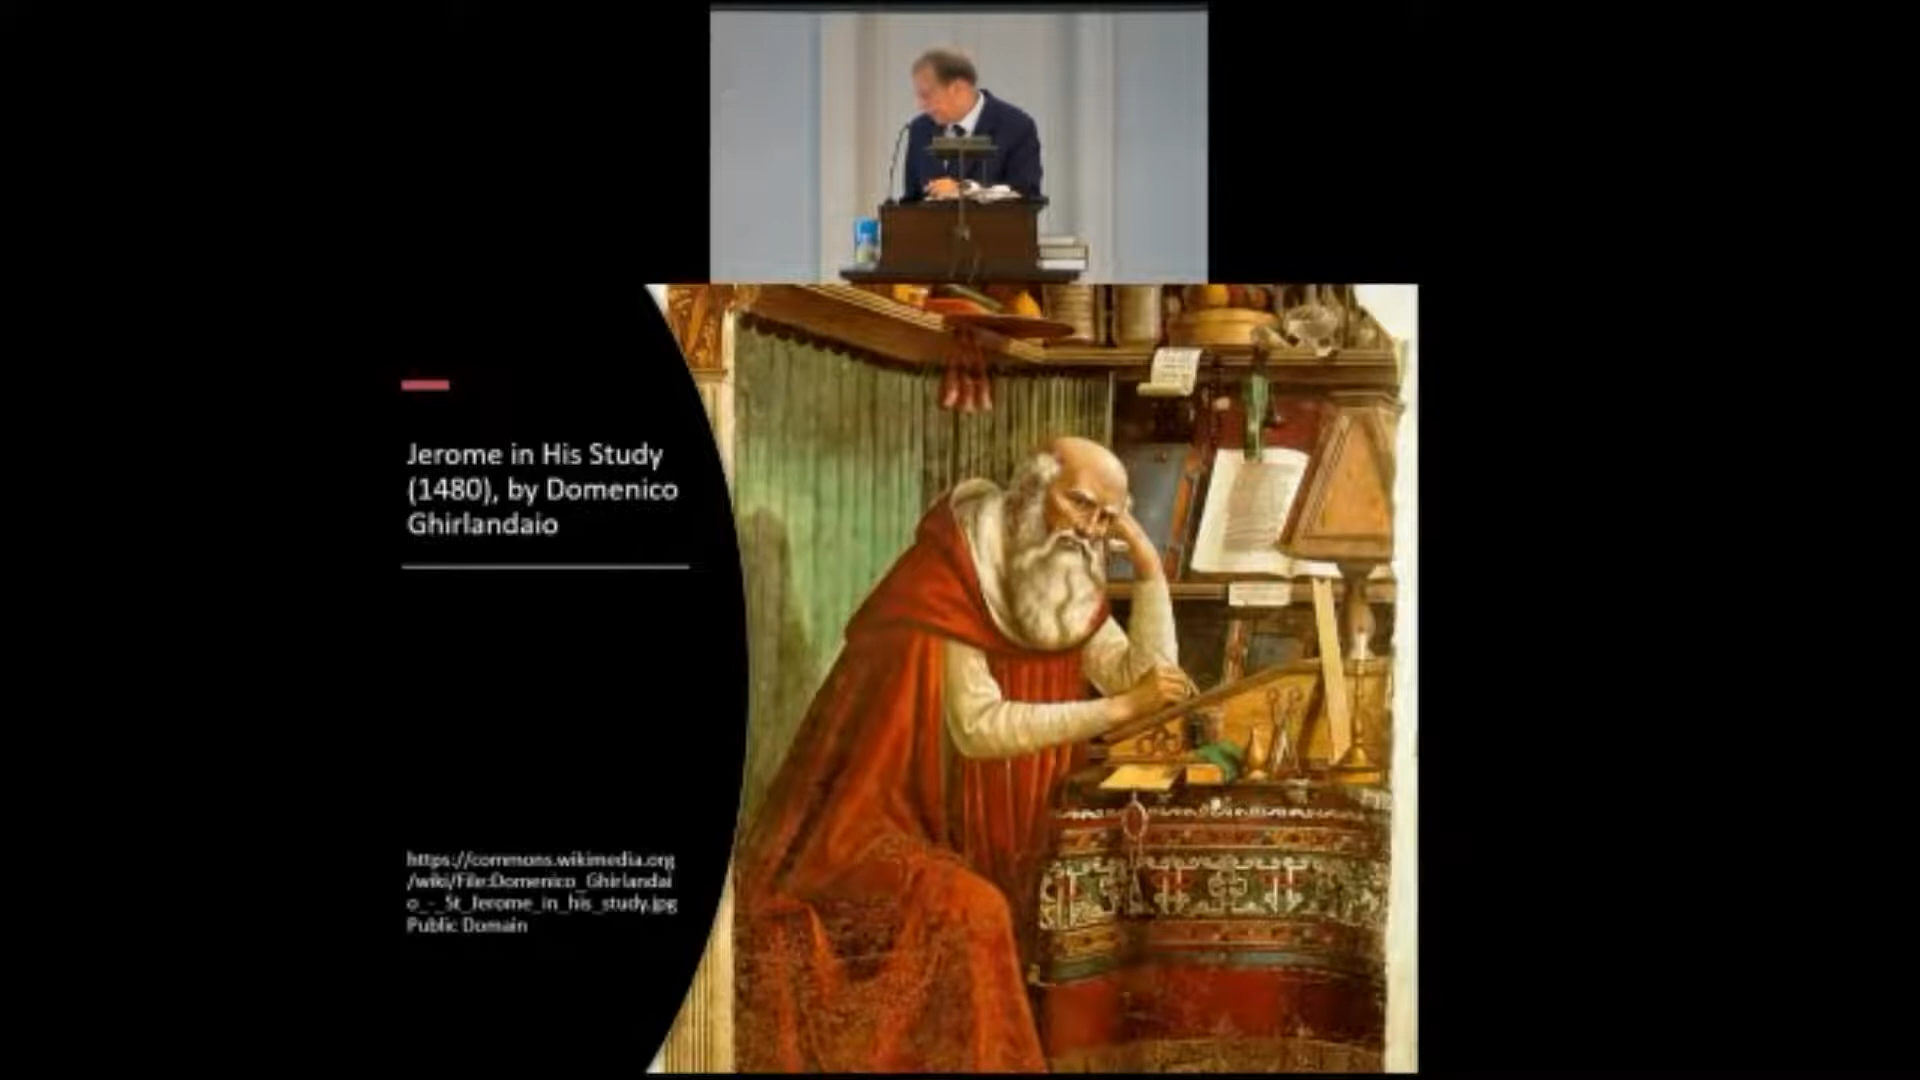 Jerome in His Study
(1480), by Domenico
Ghirlandaio
https://commons.wikimedia.org
/wiki/File:Domenico_Ghirlandai
o_-_St_Jerome_in_his_study.jpg
Public Domain